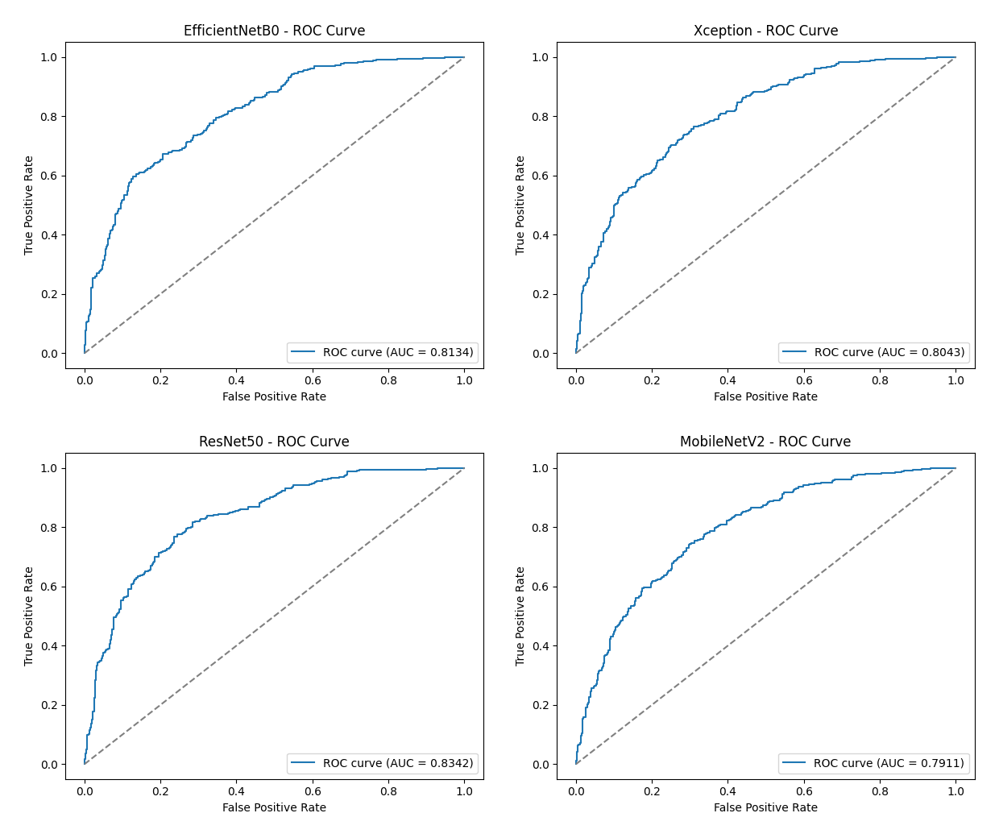 EfficientNetB0 - ROC Curve
1.0
0.8
0.6
0.4
0.2
0.0
True Positive Rate
ROC curve (AUC = 0.8134)
0.0 0.2 0.4 0.6 0.8 1.0
False Positive Rate
Xception - ROC Curve
1.0
0.8
0.6
0.4
0.2
0.0
True Positive Rate
ROC curve (AUC = 0.8043)
0.0 0.2 0.4 0.6 0.8 1.0
False Positive Rate
ResNet50 - ROC Curve
1.0
0.8
0.6
0.4
0.2
0.0
True Positive Rate
ROC curve (AUC = 0.8342)
0.0 0.2 0.4 0.6 0.8 1.0
False Positive Rate
MobileNetV2 - ROC Curve
1.0
0.8
0.6
0.4
0.2
0.0
True Positive Rate
ROC curve (AUC = 0.7911)
0.0 0.2 0.4 0.6 0.8 1.0
False Positive Rate